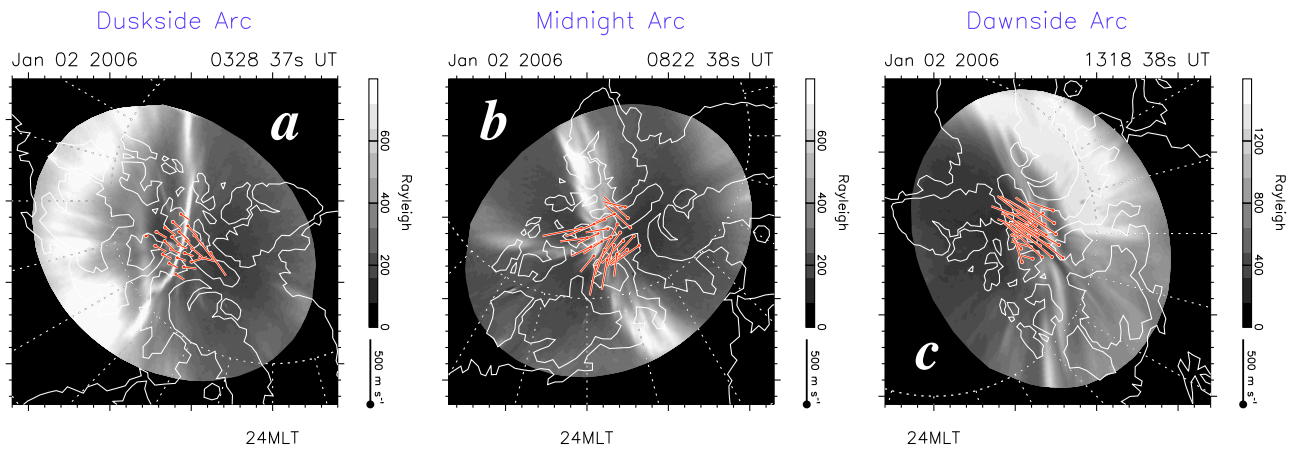 Duskside Arc
Midnight Arc
Dawnside Arc
Jan 02 2006 0328 37s UT
Jan 02 2006 0822 38s UT
Jan 02 2006 1318 38s UT
a
b
c
600
400
200
0
Rayleigh
500 m s⁻¹
600
400
200
0
Rayleigh
500 m s⁻¹
1200
800
400
0
Rayleigh
500 m s⁻¹
24MLT
24MLT
24MLT